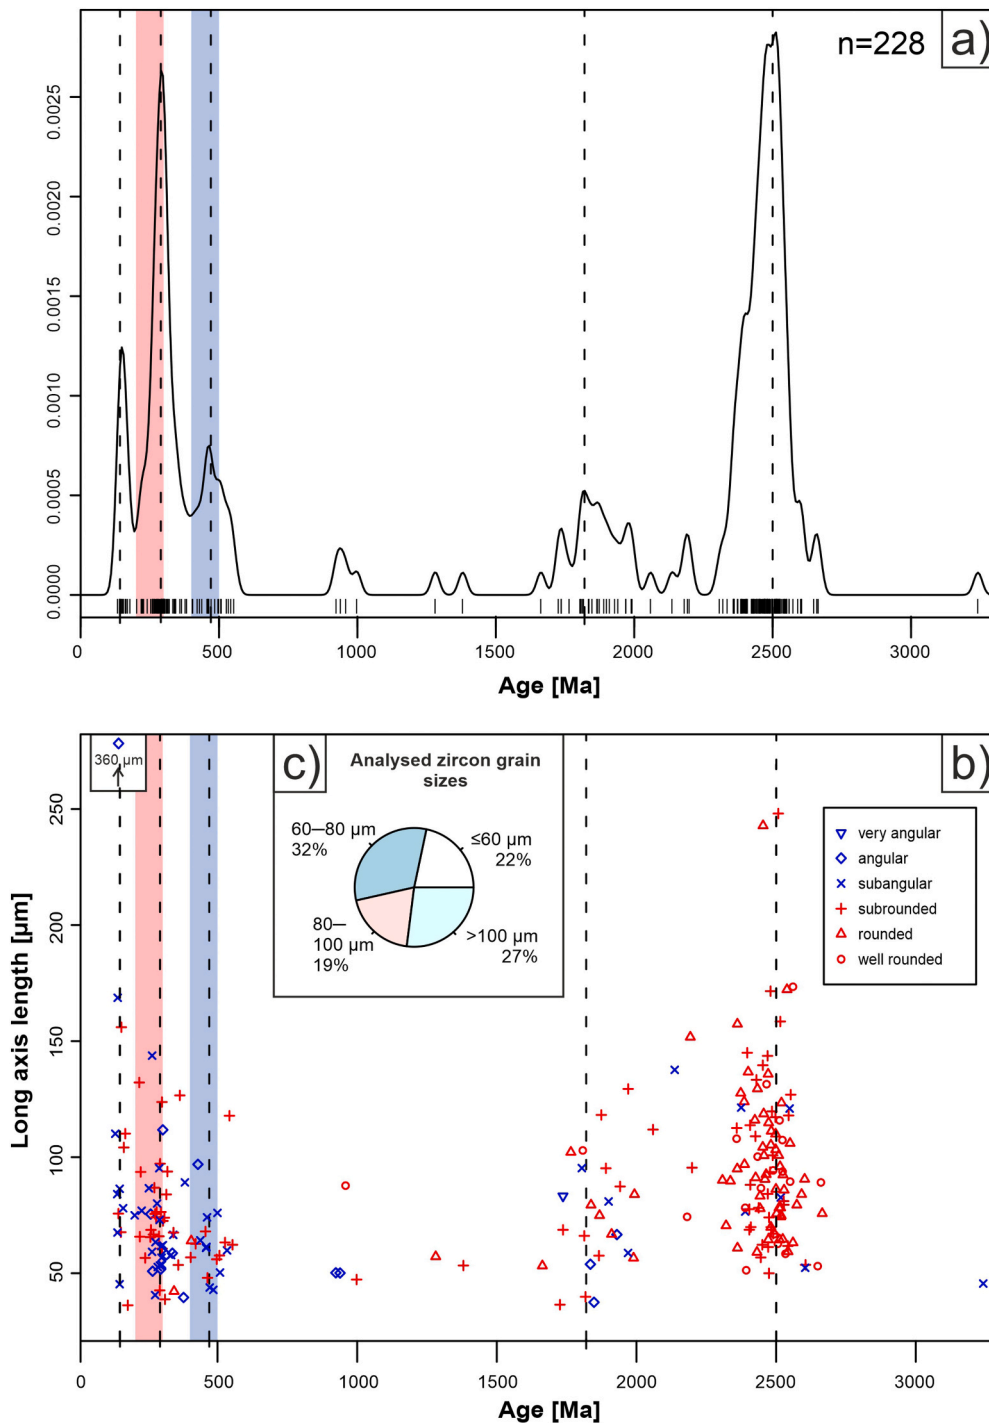 n=228
a)
0.0025
0.0020
0.0015
0.0010
0.0005
0.0000
0 500 1000 1500 2000 2500 3000
Age [Ma]
360 µm
c)
Analysed zircon grain
sizes
60—80 µm
32%
≤60 µm
22%
80—
100 µm
19%
>100 µm
27%
b)
very angular
angular
subangular
subrounded
rounded
well rounded
250
200
150
100
50
Long axis length [µm]
0 500 1000 1500 2000 2500 3000
Age [Ma]